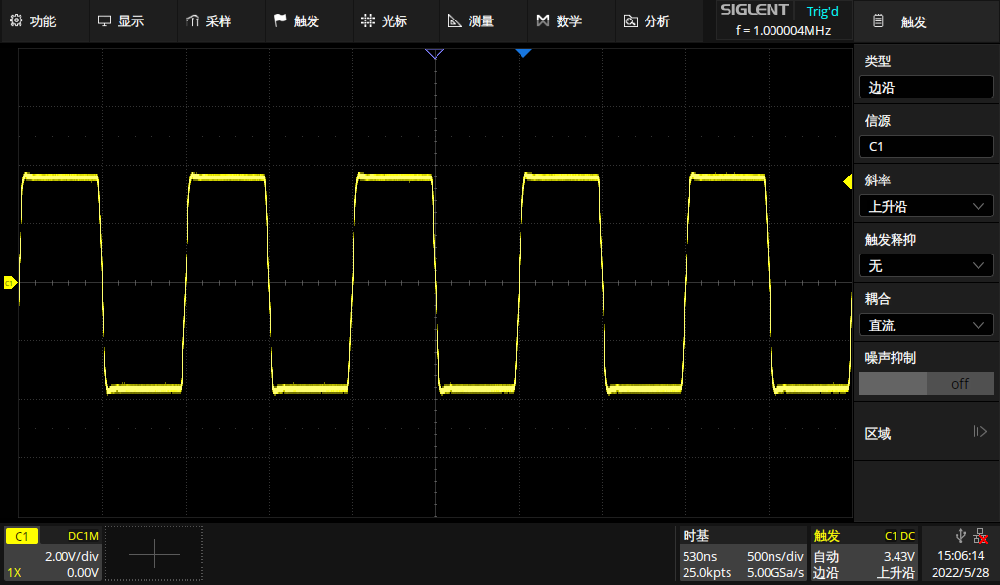 功能 显示 采样 触发 光标 测量 数学 分析
SIGLENT Trig'd
f = 1.000004MHz
触发
类型
边沿
信源
C1
斜率
上升沿
触发释抑
无
耦合
直流
噪声抑制
off
区域
C1
C1 DC1M
2.00V/div
1X 0.00V
时基
530ns 500ns/div
25.0kpts 5.00GSa/s
触发 C1 DC
自动 3.43V
边沿 上升沿
15:06:14
2022/5/28